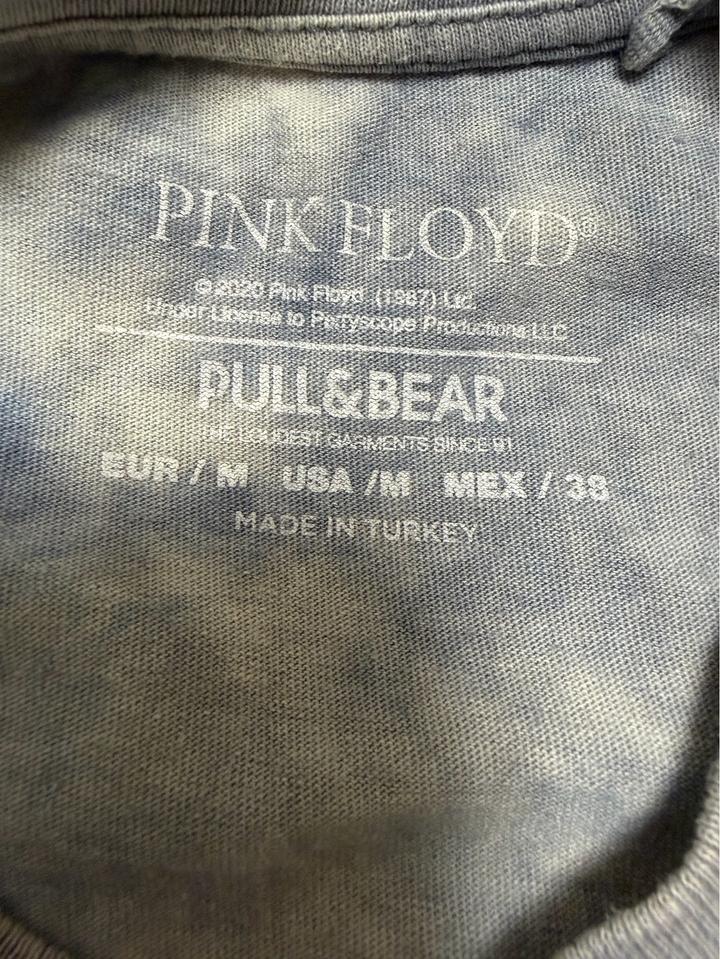 PINK FLOYD®
© 2020 Pink Floyd (1987) Ltd.
Under License to Perryscope Productions LLC
PULL&BEAR
THE LOUDEST GARMENTS SINCE 91
EUR / M USA /M MEX / 38
MADE IN TURKEY